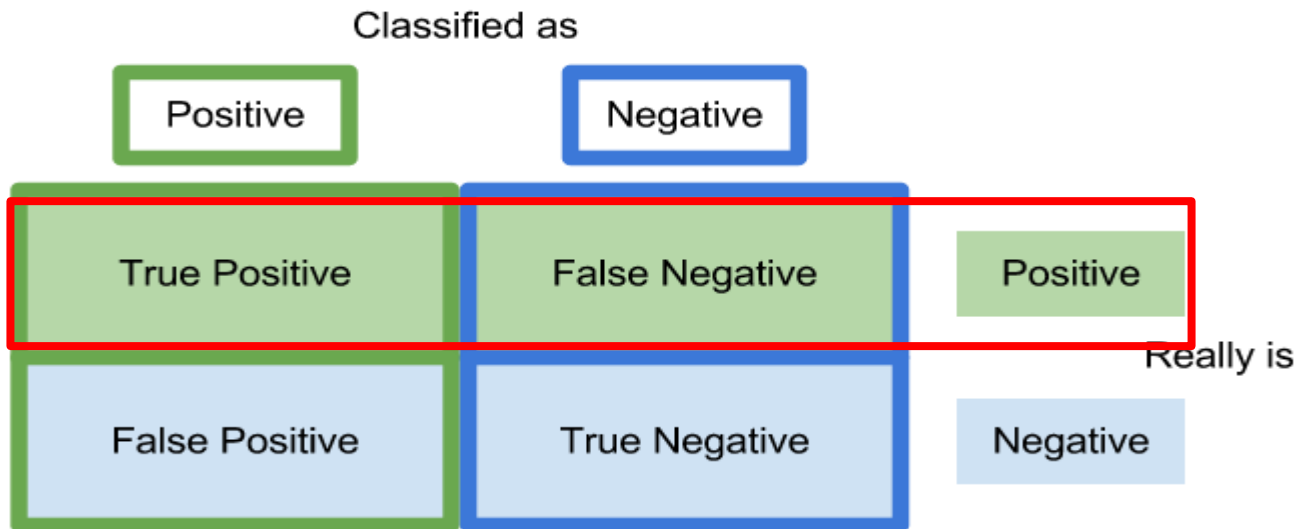 Classified as
Positive Negative
True Positive False Negative Positive
Really is
False Positive True Negative Negative